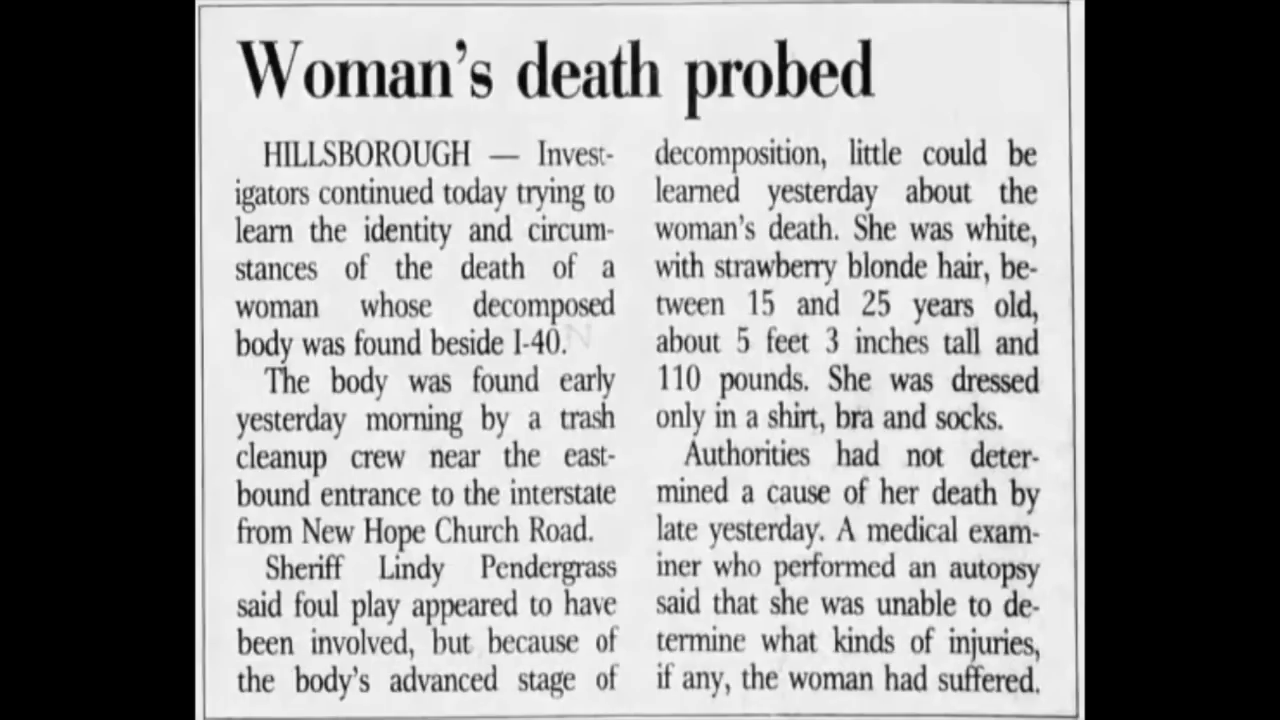 Woman's death probed
HILLSBOROUGH — Invest-
igators continued today trying to
learn the identity and circum-
stances of the death of a
woman whose decomposed
body was found beside I-40.
The body was found early
yesterday morning by a trash
cleanup crew near the east-
bound entrance to the interstate
from New Hope Church Road.
Sheriff Lindy Pendergrass
said foul play appeared to have
been involved, but because of
the body's advanced stage of
decomposition, little could be
learned yesterday about the
woman's death. She was white,
with strawberry blonde hair, be-
tween 15 and 25 years old,
about 5 feet 3 inches tall and
110 pounds. She was dressed
only in a shirt, bra and socks.
Authorities had not deter-
mined a cause of her death by
late yesterday. A medical exam-
iner who performed an autopsy
said that she was unable to de-
termine what kinds of injuries,
if any, the woman had suffered.